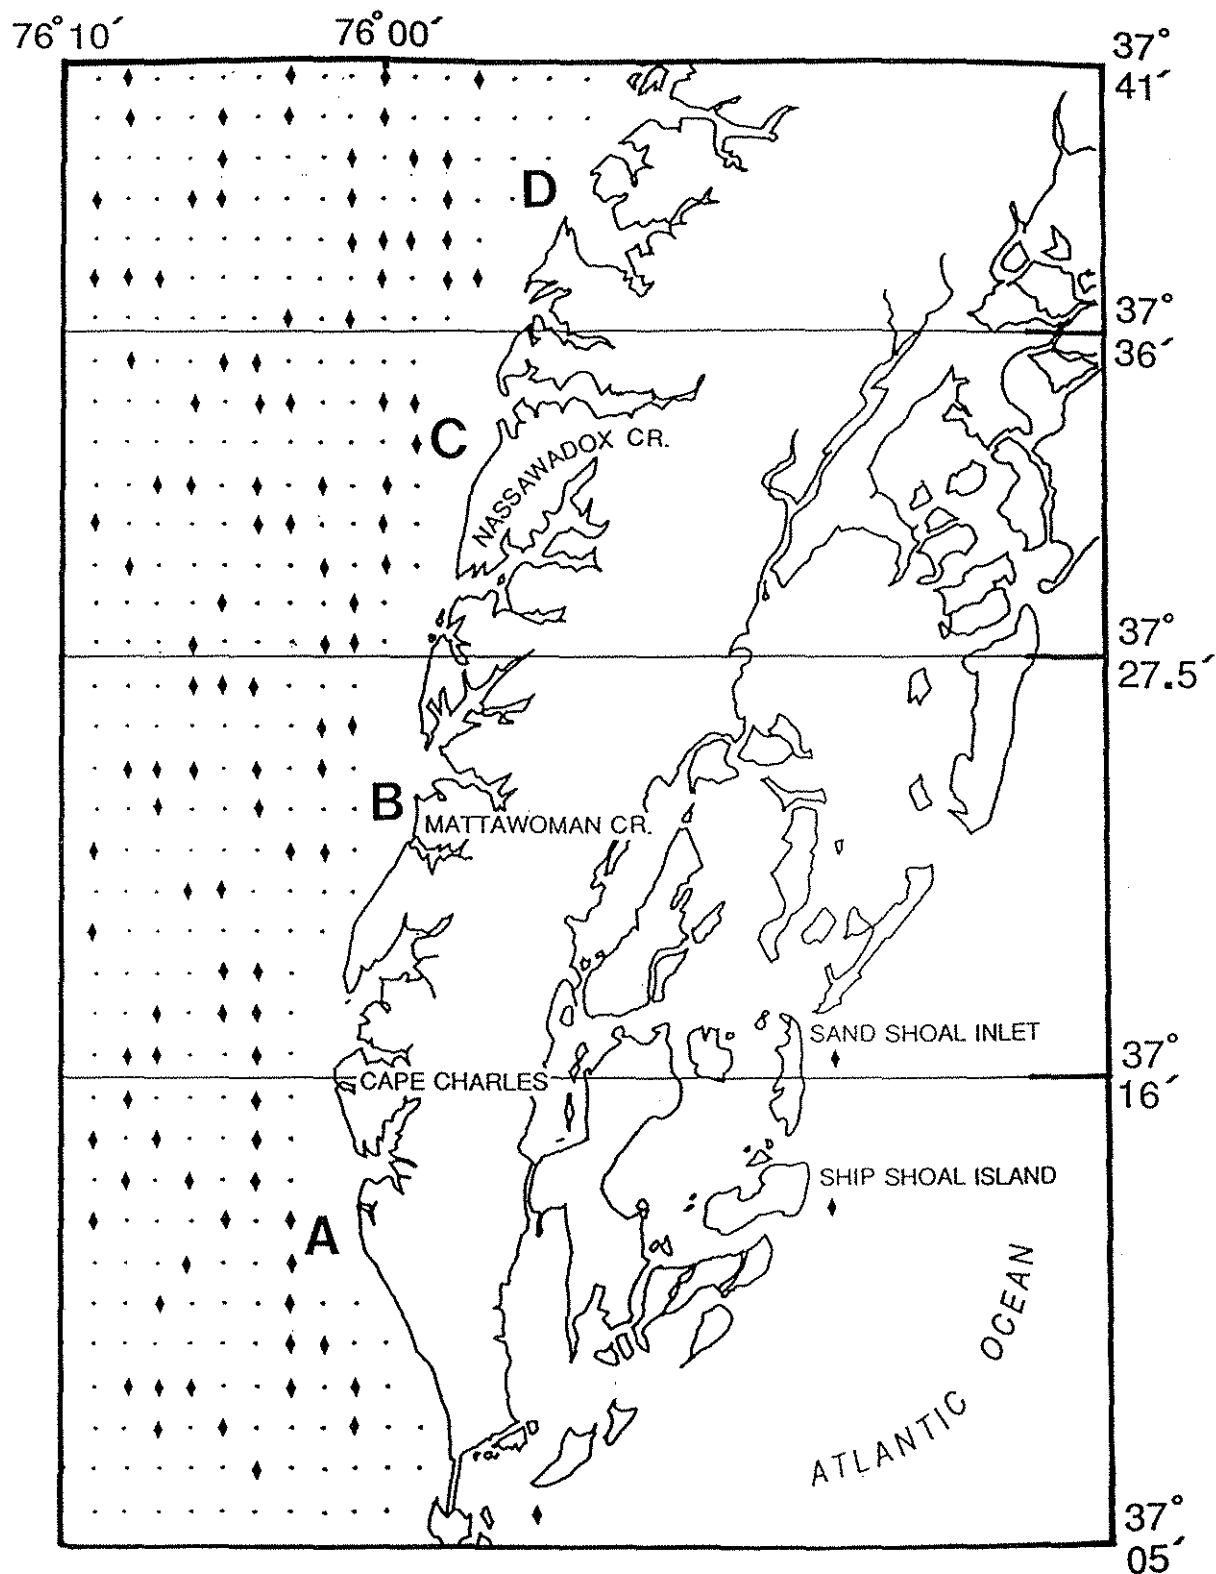 76°10′
76°00′
37°
41′
D
37°
36′
C
NASSAWADOX CR.
37°
27.5′
B
MATTAWOMAN CR.
SAND SHOAL INLET
37°
16′
CAPE CHARLES
SHIP SHOAL ISLAND
A
ATLANTIC OCEAN
37°
05′